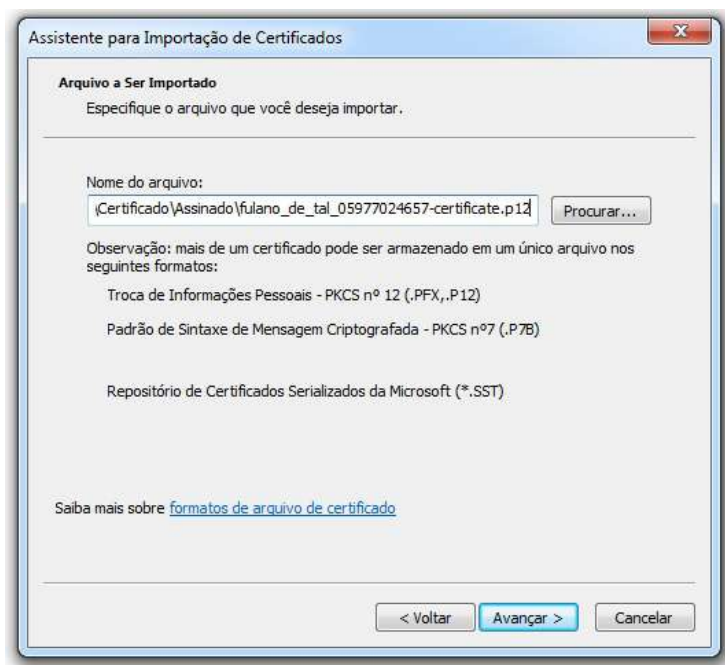 Assistente para Importação de Certificados
Arquivo a Ser Importado
Especifique o arquivo que você deseja importar.
Nome do arquivo:
\Certificado\Assinado\fulano_de_tal_05977024657-certificate.p12
Procurar...
Observação: mais de um certificado pode ser armazenado em um único arquivo nos
seguintes formatos:
Troca de Informações Pessoais - PKCS nº 12 (.PFX,.P12)
Padrão de Sintaxe de Mensagem Criptografada - PKCS nº7 (.P7B)
Repositório de Certificados Serializados da Microsoft (*.SST)
Saiba mais sobre formatos de arquivo de certificado
< Voltar
Avançar >
Cancelar